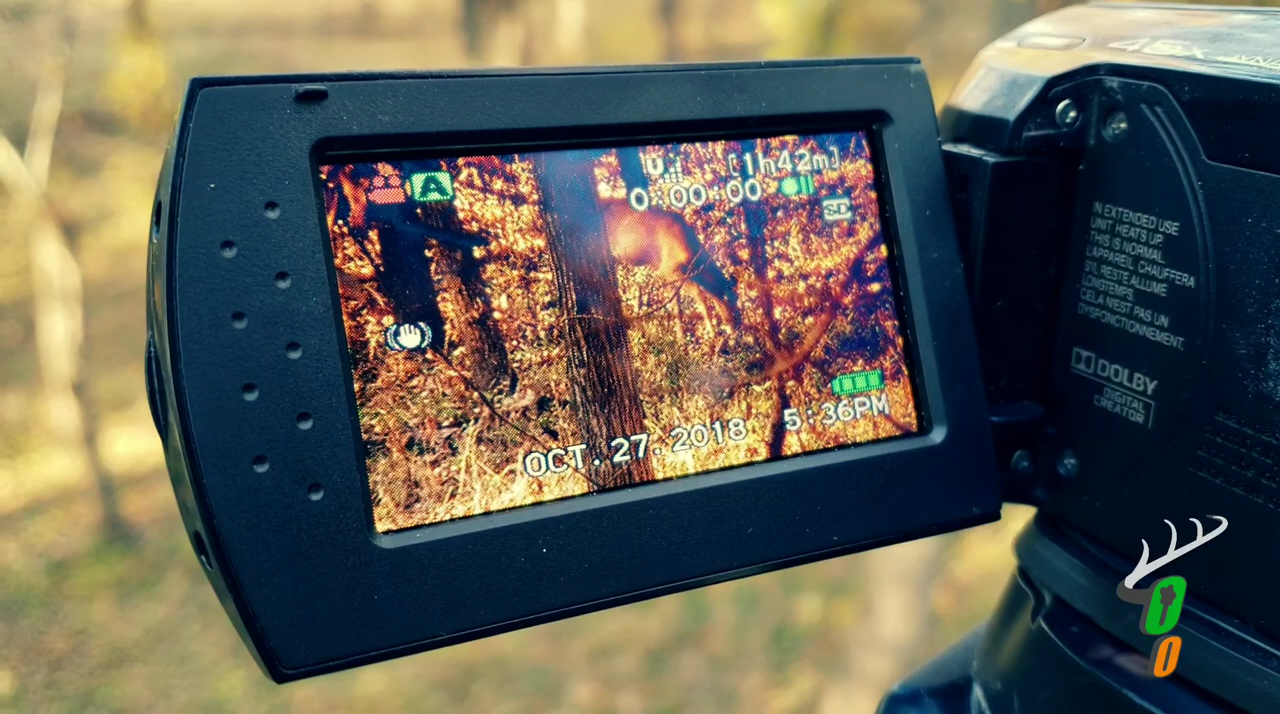 [1h42m]
0:00:00
A
SD
OCT.27.2018 5:36PM
IN EXTENDED USE
UNIT HEATS UP.
THIS IS NORMAL.
L'APPAREIL CHAUFFERA
S'IL RESTE ALLUME
LONGTEMPS.
CELA N'EST PAS UN
DYSFONCTIONNEMENT.
DOLBY
DIGITAL
CREATOR
45X